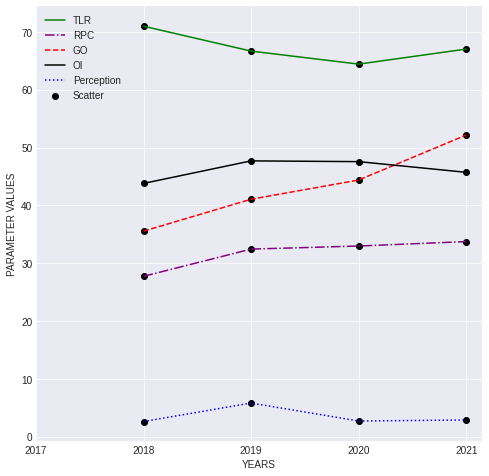 TLR
RPC
GO
OI
Perception
Scatter
70
60
50
40
30
20
10
0
PARAMETER VALUES
2017 2018 2019 2020 2021
YEARS